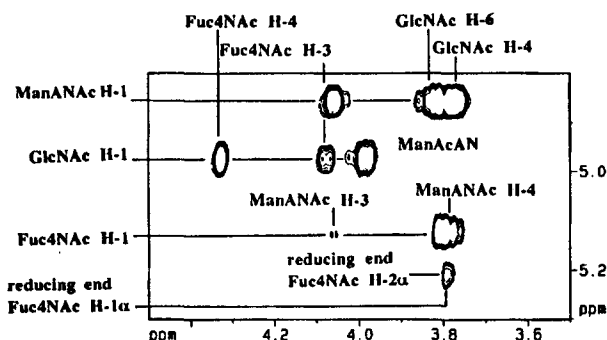 Fuc4NAc H-4
GlcNAc H-6
Fuc4NAc H-3
GlcNAc H-4
ManANAc H-1
ManAcAN
GlcNAc H-1
5.0
ManANAc H-3
ManANAc H-4
Fuc4NAc H-1
reducing end
Fuc4NAc H-2α
5.2
reducing end
Fuc4NAc H-1α
ppm
ppm
4.2
4.0
3.8
3.6